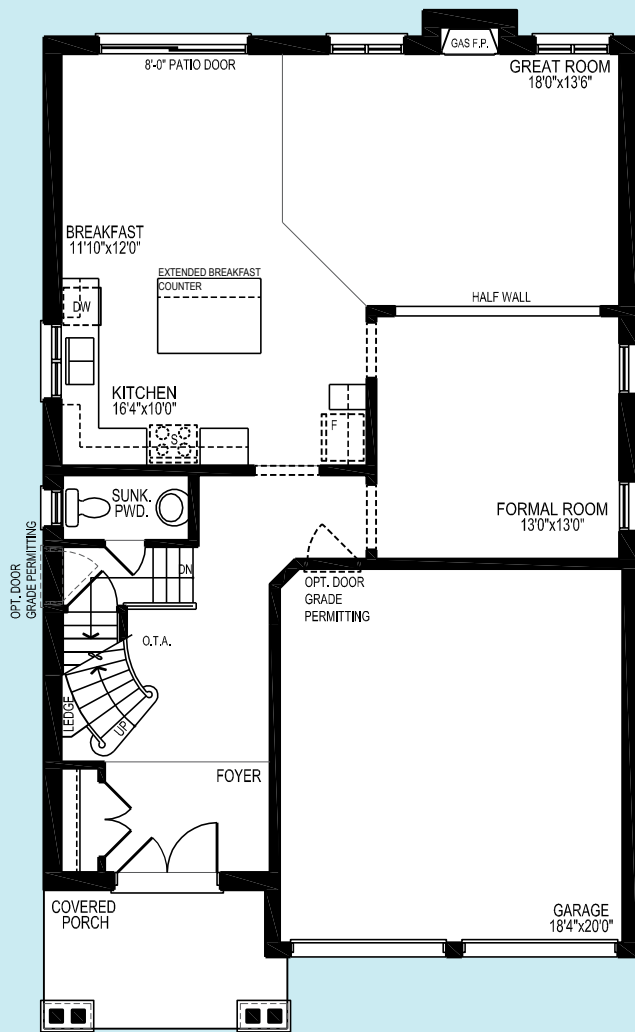 GAS F.P.
8'-0" PATIO DOOR
GREAT ROOM
18'0"x13'6"
BREAKFAST
11'10"x12'0"
EXTENDED BREAKFAST
COUNTER
DW
HALF WALL
KITCHEN
16'4"x10'0"
S
F
SUNK.
PWD.
FORMAL ROOM
13'0"x13'0"
OPT. DOOR
GRADE PERMITTING
DN
OPT. DOOR
GRADE
PERMITTING
O.T.A.
LEDGE
UP
FOYER
COVERED
PORCH
GARAGE
18'4"x20'0"